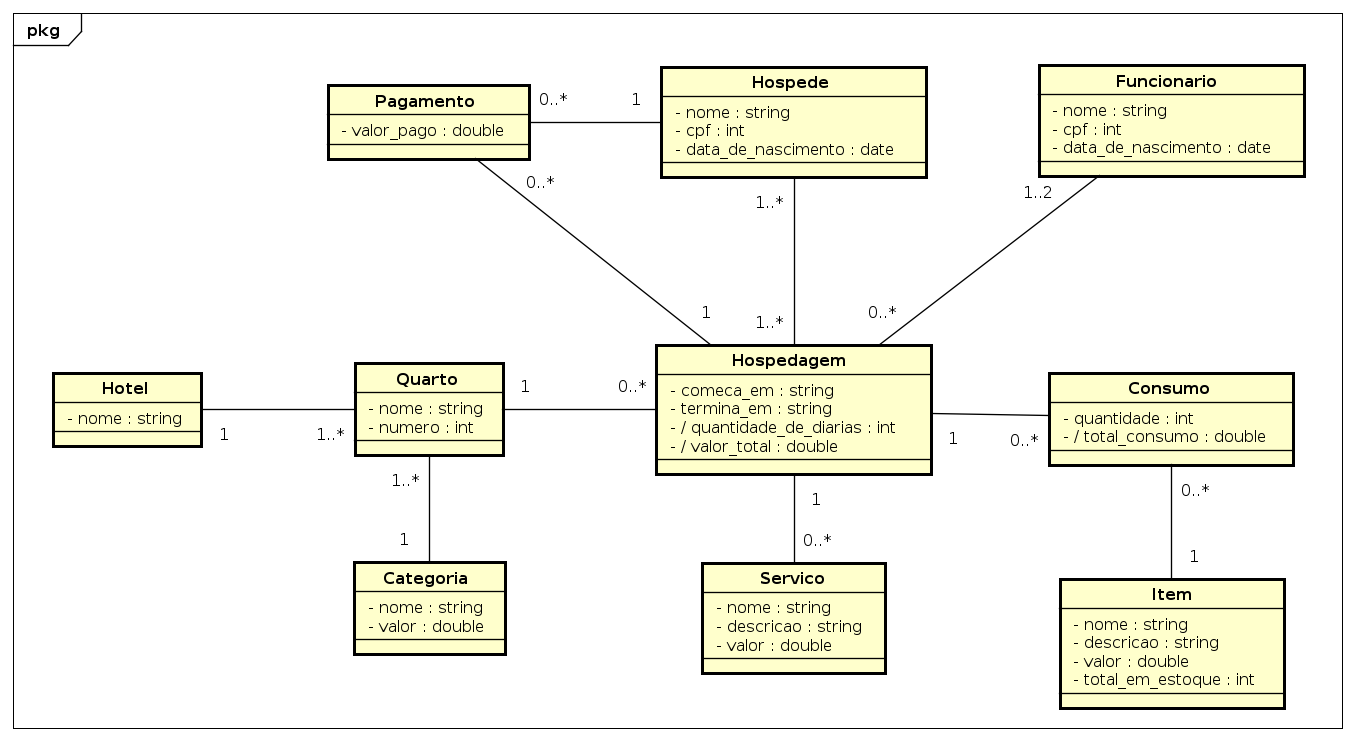 pkg
Pagamento
- valor_pago : double
0..*
1
Hospede
- nome : string
- cpf : int
- data_de_nascimento : date
Funcionario
- nome : string
- cpf : int
- data_de_nascimento : date
0..*
1..*
1..2
1
1..*
0..*
Hotel
- nome : string
1
1..*
Quarto
- nome : string
- numero : int
1
0..*
Hospedagem
- comeca_em : string
- termina_em : string
- / quantidade_de_diarias : int
- / valor_total : double
1
0..*
Consumo
- quantidade : int
- / total_consumo : double
1..*
1
1
0..*
0..*
1
Categoria
- nome : string
- valor : double
Servico
- nome : string
- descricao : string
- valor : double
Item
- nome : string
- descricao : string
- valor : double
- total_em_estoque : int